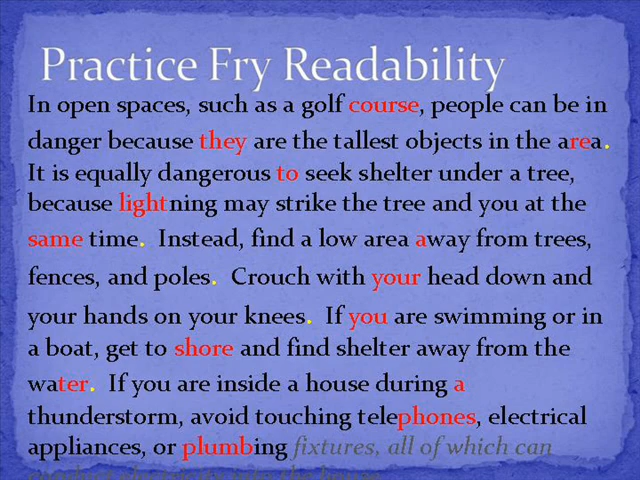 Practice Fry Readability
In open spaces, such as a golf course, people can be in
danger because they are the tallest objects in the area.
It is equally dangerous to seek shelter under a tree,
because lightning may strike the tree and you at the
same time. Instead, find a low area away from trees,
fences, and poles. Crouch with your head down and
your hands on your knees. If you are swimming or in
a boat, get to shore and find shelter away from the
water. If you are inside a house during a
thunderstorm, avoid touching telephones, electrical
appliances, or plumbing fixtures, all of which can
conduct electricity into the house.